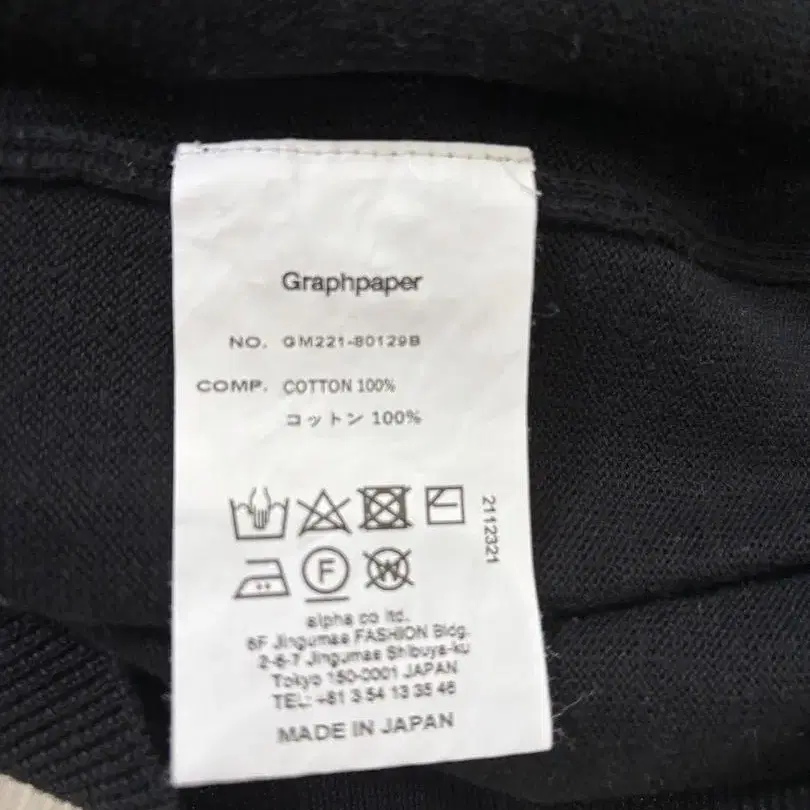 Graphpaper
NO. GM221-80129B
COMP. COTTON 100%
コットン 100%
2112321
F
W
alpha co ltd.
6F Jingumae FASHION Bldg.
2-6-7 Jingumae Shibuya-ku
Tokyo 150-0001 JAPAN
TEL: +81 3 54 13 35 46
MADE IN JAPAN